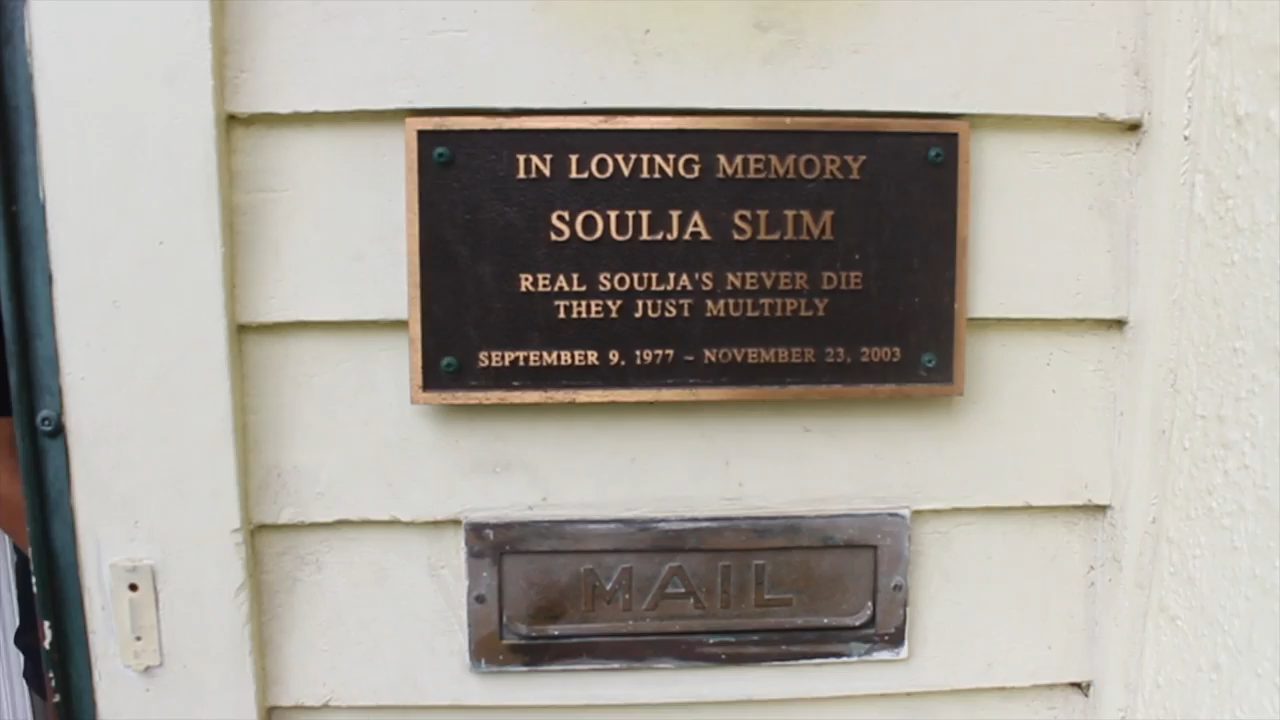 IN LOVING MEMORY
SOULJA SLIM
REAL SOULJA'S NEVER DIE
THEY JUST MULTIPLY
SEPTEMBER 9, 1977 ~ NOVEMBER 23, 2003
MAIL